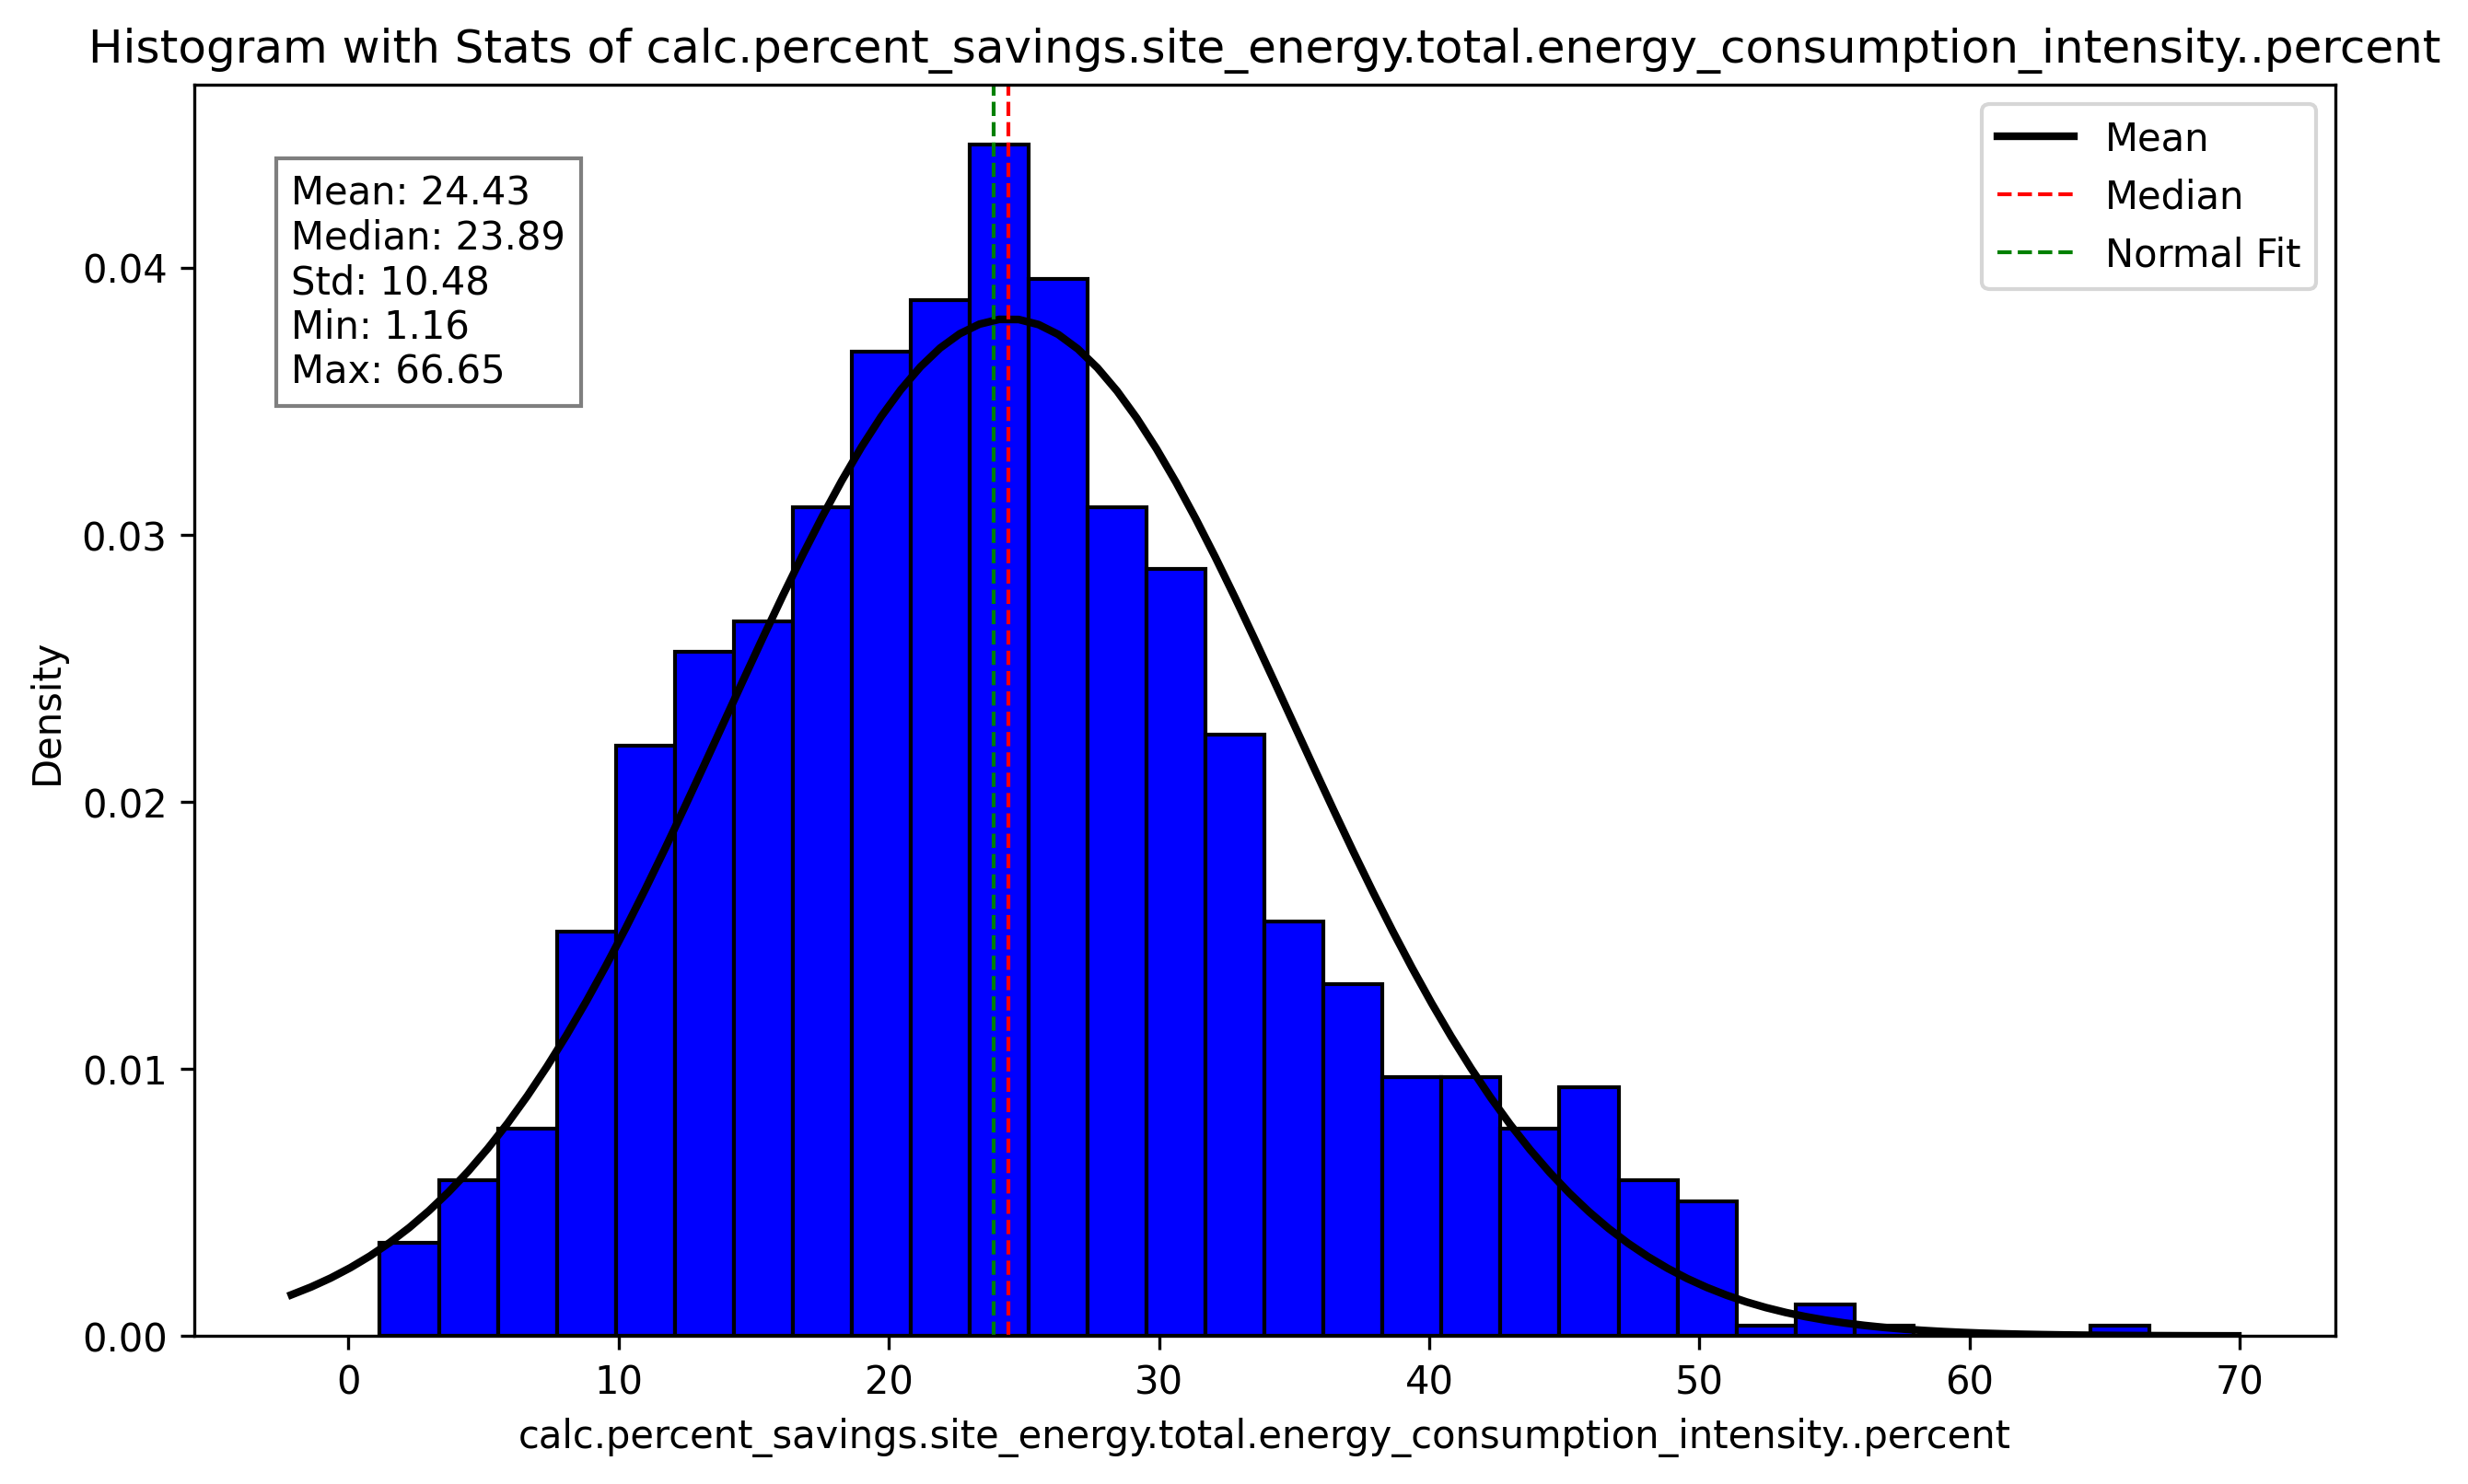 Histogram with Stats of calc.percent_savings.site_energy.total.energy_consumption_intensity..percent
Mean: 24.43
Median: 23.89
Std: 10.48
Min: 1.16
Max: 66.65
Mean
Median
Normal Fit
Density
0.04
0.03
0.02
0.01
0.00
0 10 20 30 40 50 60 70
calc.percent_savings.site_energy.total.energy_consumption_intensity..percent